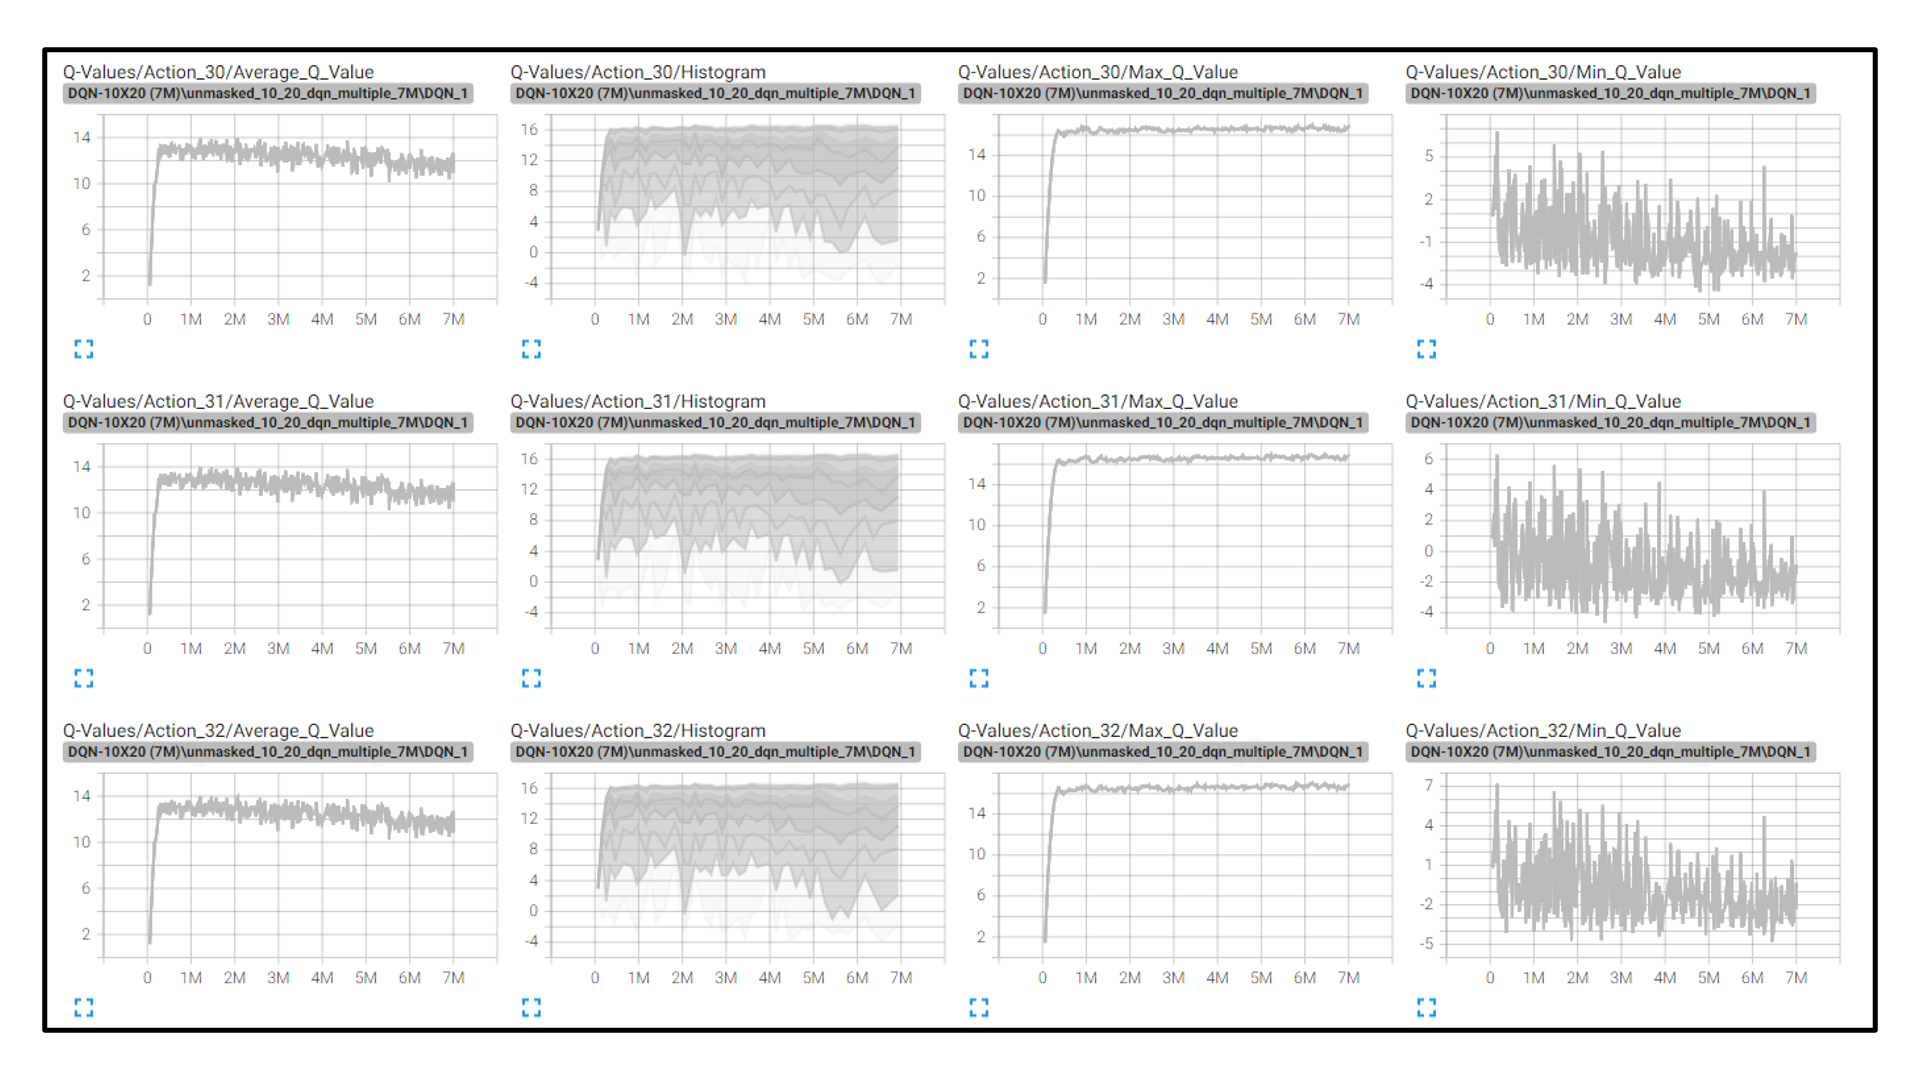 Q-Values/Action_30/Average_Q_Value
DQN-10X20 (7M)\unmasked_10_20_dqn_multiple_7M\DQN_1
14
10
6
2
0 1M 2M 3M 4M 5M 6M 7M
Q-Values/Action_30/Histogram
DQN-10X20 (7M)\unmasked_10_20_dqn_multiple_7M\DQN_1
16
12
8
4
0
-4
0 1M 2M 3M 4M 5M 6M 7M
Q-Values/Action_30/Max_Q_Value
DQN-10X20 (7M)\unmasked_10_20_dqn_multiple_7M\DQN_1
14
10
6
2
0 1M 2M 3M 4M 5M 6M 7M
Q-Values/Action_30/Min_Q_Value
DQN-10X20 (7M)\unmasked_10_20_dqn_multiple_7M\DQN_1
5
2
-1
-4
0 1M 2M 3M 4M 5M 6M 7M
Q-Values/Action_31/Average_Q_Value
DQN-10X20 (7M)\unmasked_10_20_dqn_multiple_7M\DQN_1
14
10
6
2
0 1M 2M 3M 4M 5M 6M 7M
Q-Values/Action_31/Histogram
DQN-10X20 (7M)\unmasked_10_20_dqn_multiple_7M\DQN_1
16
12
8
4
0
-4
0 1M 2M 3M 4M 5M 6M 7M
Q-Values/Action_31/Max_Q_Value
DQN-10X20 (7M)\unmasked_10_20_dqn_multiple_7M\DQN_1
14
10
6
2
0 1M 2M 3M 4M 5M 6M 7M
Q-Values/Action_31/Min_Q_Value
DQN-10X20 (7M)\unmasked_10_20_dqn_multiple_7M\DQN_1
6
4
2
0
-2
-4
0 1M 2M 3M 4M 5M 6M 7M
Q-Values/Action_32/Average_Q_Value
DQN-10X20 (7M)\unmasked_10_20_dqn_multiple_7M\DQN_1
14
10
6
2
0 1M 2M 3M 4M 5M 6M 7M
Q-Values/Action_32/Histogram
DQN-10X20 (7M)\unmasked_10_20_dqn_multiple_7M\DQN_1
16
12
8
4
0
-4
0 1M 2M 3M 4M 5M 6M 7M
Q-Values/Action_32/Max_Q_Value
DQN-10X20 (7M)\unmasked_10_20_dqn_multiple_7M\DQN_1
14
10
6
2
0 1M 2M 3M 4M 5M 6M 7M
Q-Values/Action_32/Min_Q_Value
DQN-10X20 (7M)\unmasked_10_20_dqn_multiple_7M\DQN_1
7
4
1
-2
-5
0 1M 2M 3M 4M 5M 6M 7M